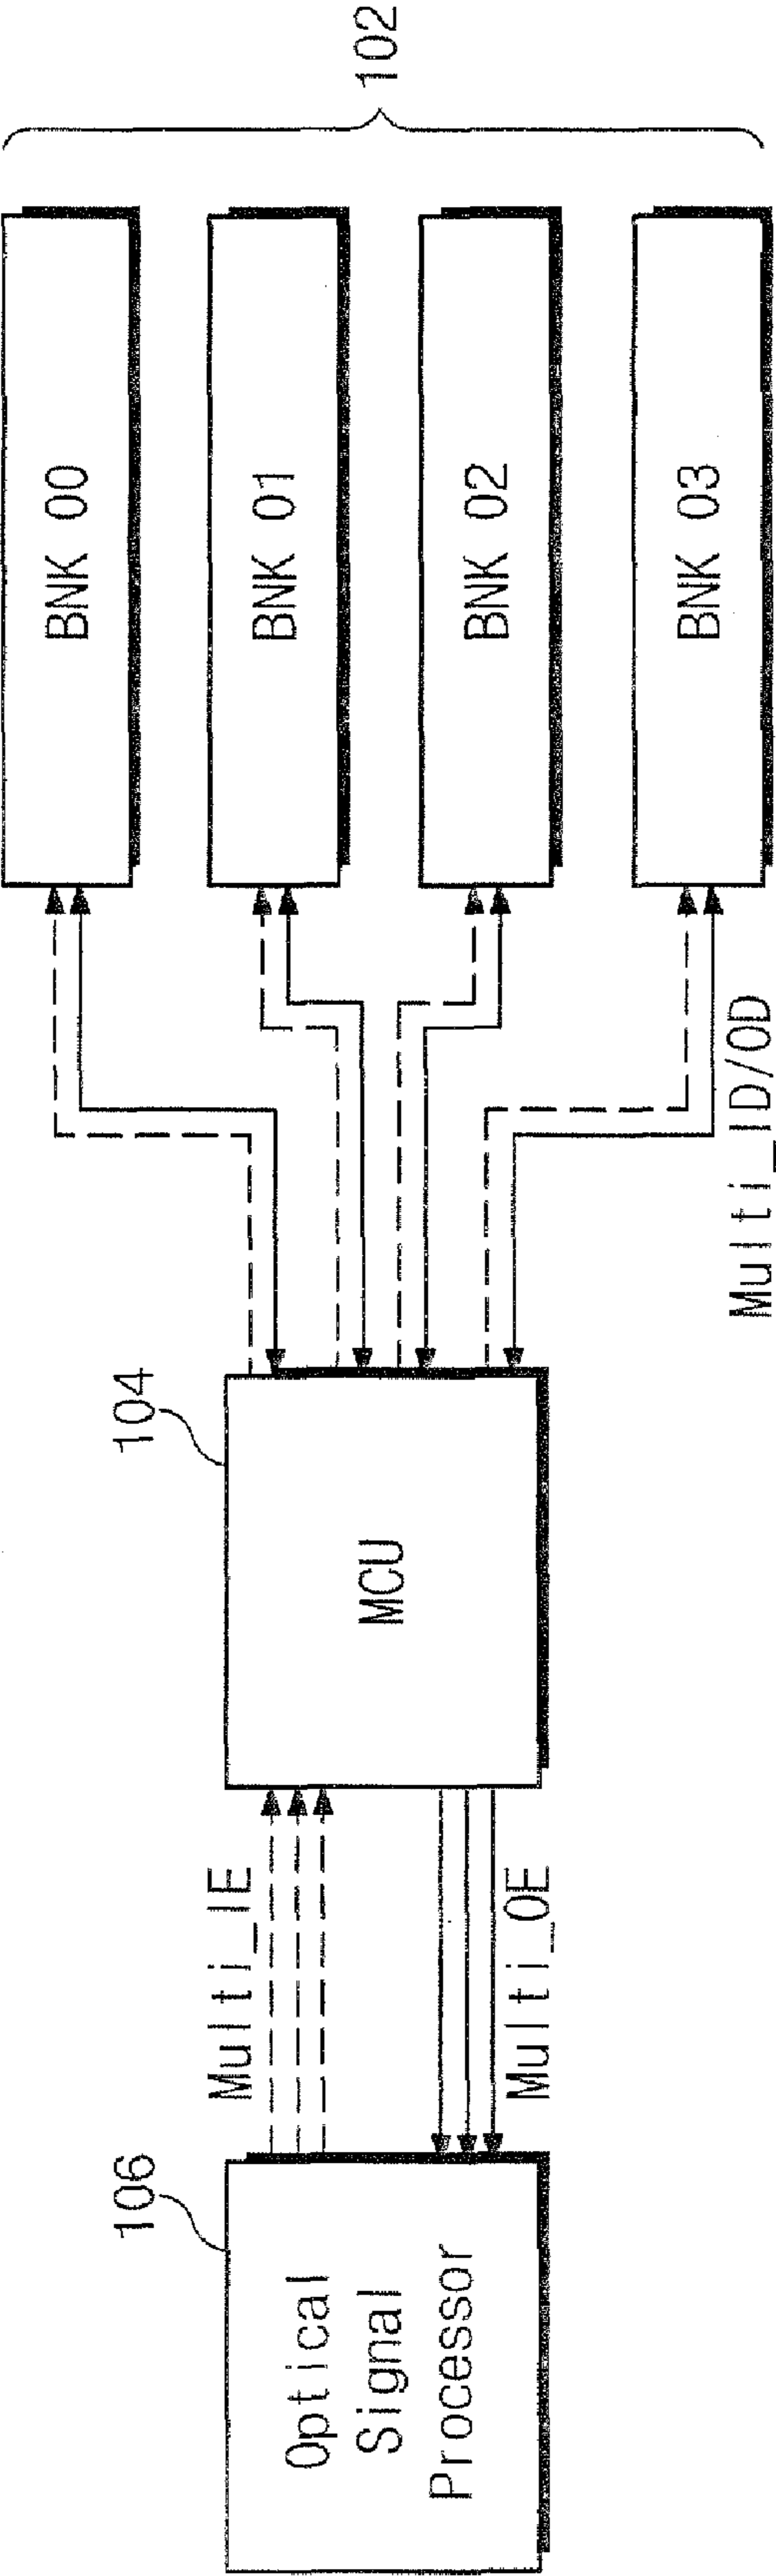 106
Optical
Signal
Processor
Multi_IE
Multi_OE
104
MCU
Multi_ID/OD
BNK 00
BNK 01
BNK 02
BNK 03
102